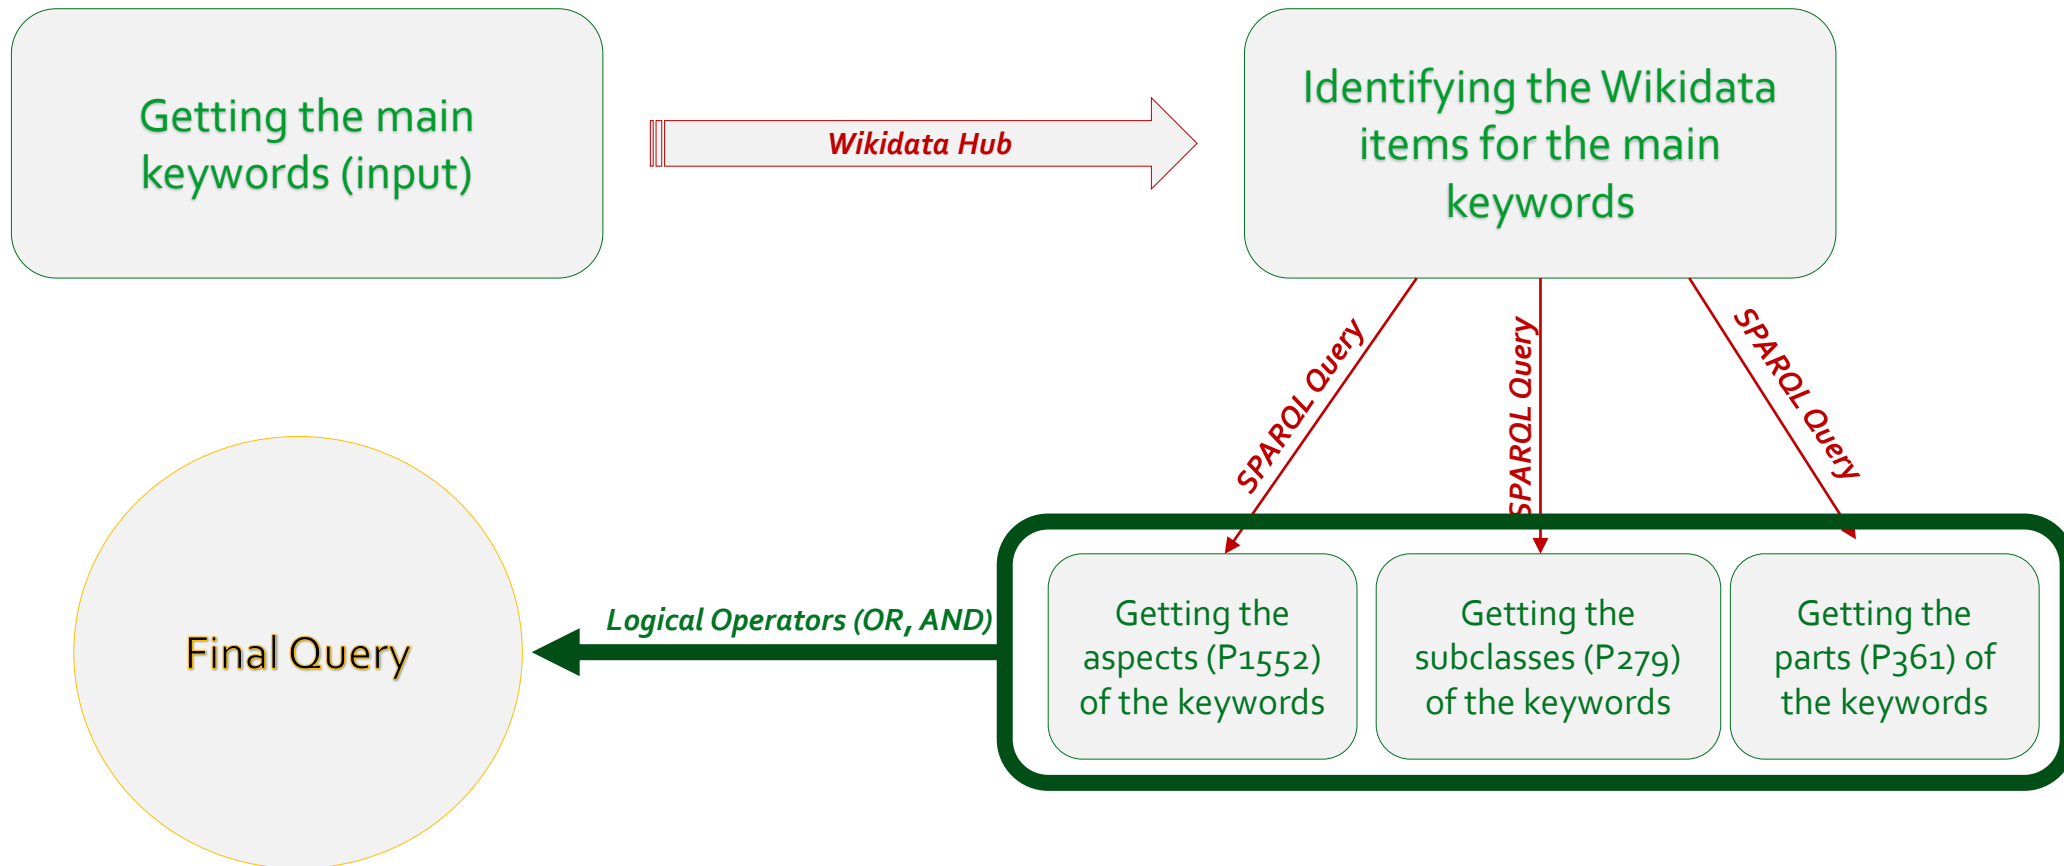 Getting the main
keywords (input)
Wikidata Hub
Identifying the Wikidata
items for the main
keywords
SPARQL Query
SPARQL Query
SPARQL Query
Final Query
Logical Operators (OR, AND)
Getting the
aspects (P1552)
of the keywords
Getting the
subclasses (P279)
of the keywords
Getting the
parts (P361) of
the keywords